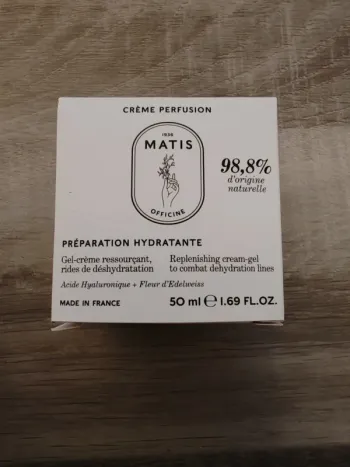 CRÈME PERFUSION
1936
MATIS
OFFICINE
98,8%
d'origine
naturelle
PRÉPARATION HYDRATANTE
Gel-crème ressourçant,
rides de déshydratation
Replenishing cream-gel
to combat dehydration lines
Acide Hyaluronique + Fleur d'Edelweiss
MADE IN FRANCE
50 ml ℮ 1.69 FL.OZ.